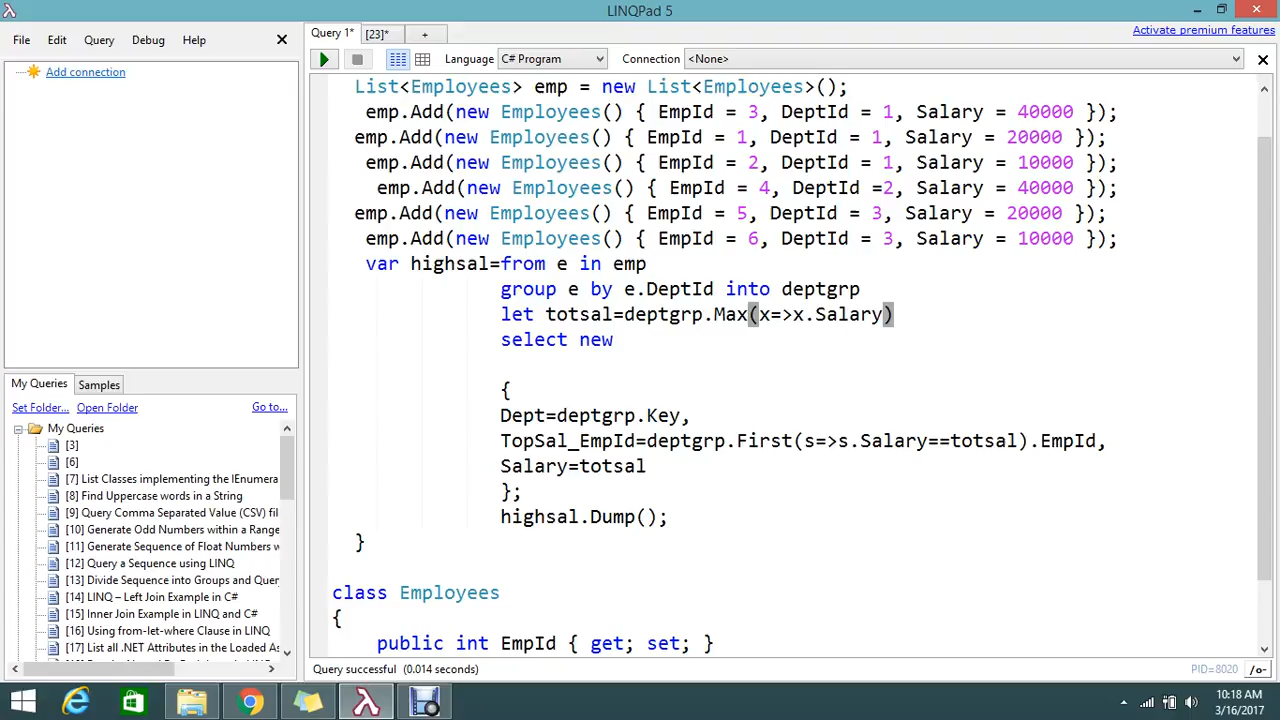 LINQPad 5
File Edit Query Debug Help
Query 1* [23]* +
Activate premium features
Language C# Program Connection <None>
Add connection
List<Employees> emp = new List<Employees>();
emp.Add(new Employees() { EmpId = 3, DeptId = 1, Salary = 40000 });
emp.Add(new Employees() { EmpId = 1, DeptId = 1, Salary = 20000 });
emp.Add(new Employees() { EmpId = 2, DeptId = 1, Salary = 10000 });
emp.Add(new Employees() { EmpId = 4, DeptId =2, Salary = 40000 });
emp.Add(new Employees() { EmpId = 5, DeptId = 3, Salary = 20000 });
emp.Add(new Employees() { EmpId = 6, DeptId = 3, Salary = 10000 });
var highsal=from e in emp
group e by e.DeptId into deptgrp
let totsal=deptgrp.Max(x=>x.Salary)
select new
{
Dept=deptgrp.Key,
TopSal_EmpId=deptgrp.First(s=>s.Salary==totsal).EmpId,
Salary=totsal
};
highsal.Dump();
}
class Employees
{
public int EmpId { get; set; }
My Queries Samples
Set Folder... Open Folder Go to...
My Queries
[3]
[6]
[7] List Classes implementing the IEnumera
[8] Find Uppercase words in a String
[9] Query Comma Separated Value (CSV) fil
[10] Generate Odd Numbers within a Range
[11] Generate Sequence of Float Numbers w
[12] Query a Sequence using LINQ
[13] Divide Sequence into Groups and Query
[14] LINQ – Left Join Example in C#
[15] Inner Join Example in LINQ and C#
[16] Using from-let-where Clause in LINQ
[17] List all .NET Attributes in the Loaded As
Query successful (0.014 seconds)
PID=8020 /o-
10:18 AM
3/16/2017